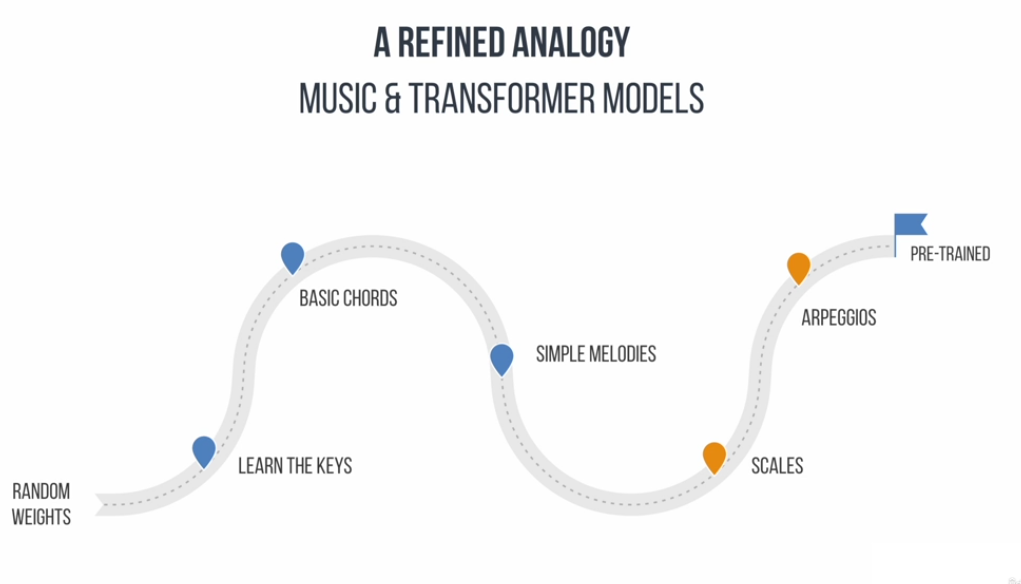 A REFINED ANALOGY
MUSIC & TRANSFORMER MODELS
PRE-TRAINED
BASIC CHORDS
ARPEGGIOS
SIMPLE MELODIES
LEARN THE KEYS
SCALES
RANDOM
WEIGHTS